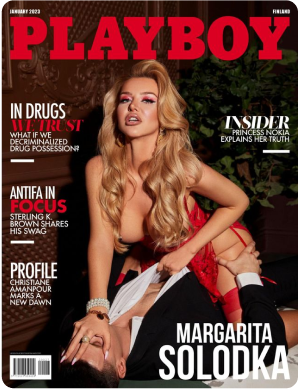 JANUARY 2023
FINLAND
PLAYBOY
IN DRUGS
WE TRUST
WHAT IF WE
DECRIMINALIZED
DRUG POSSESSION?
INSIDER
PRINCESS NOKIA
EXPLAINS HER TRUTH
ANTIFA IN
FOCUS
STERLING K.
BROWN SHARES
HIS SWAG
PROFILE
CHRISTIANE
AMANPOUR
MARKS A
NEW DAWN
MARGARITA
SOLODKA